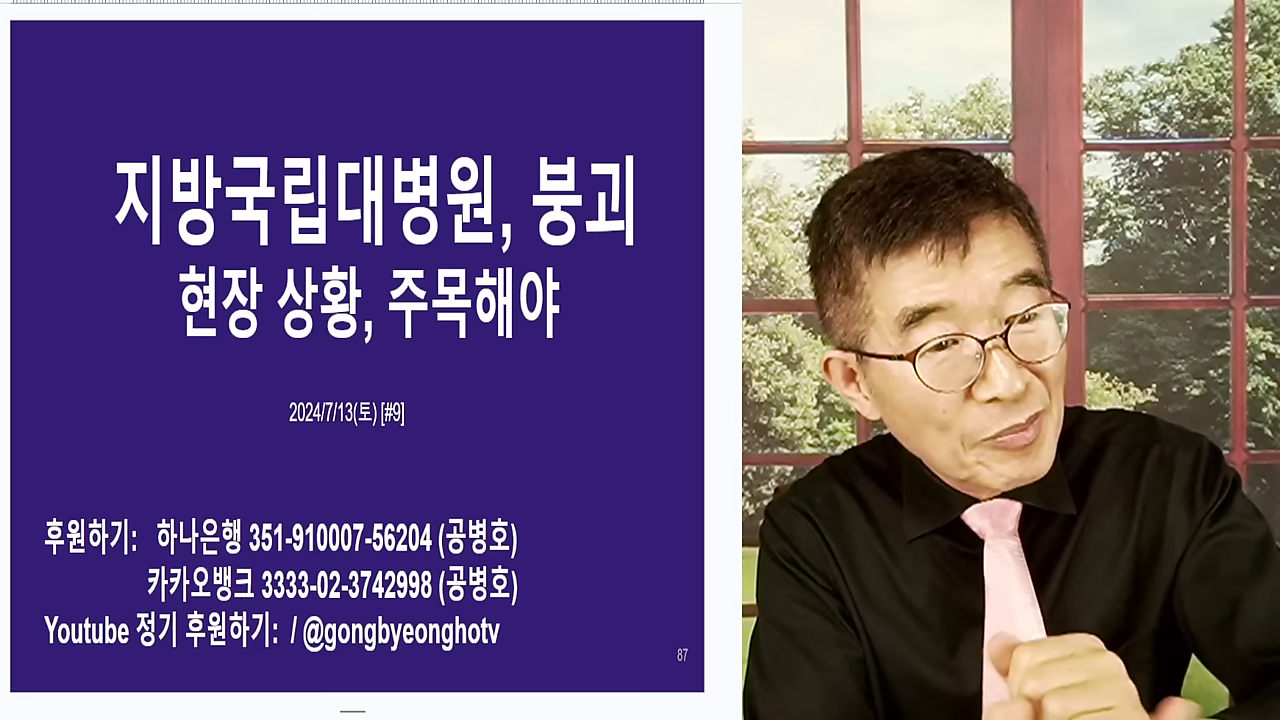 지방국립대병원, 붕괴
현장 상황, 주목해야
2024/7/13(토) [#9]
후원하기: 하나은행 351-910007-56204 (공병호)
카카오뱅크 3333-02-3742998 (공병호)
Youtube 정기 후원하기: / @gongbyeonghotv
87